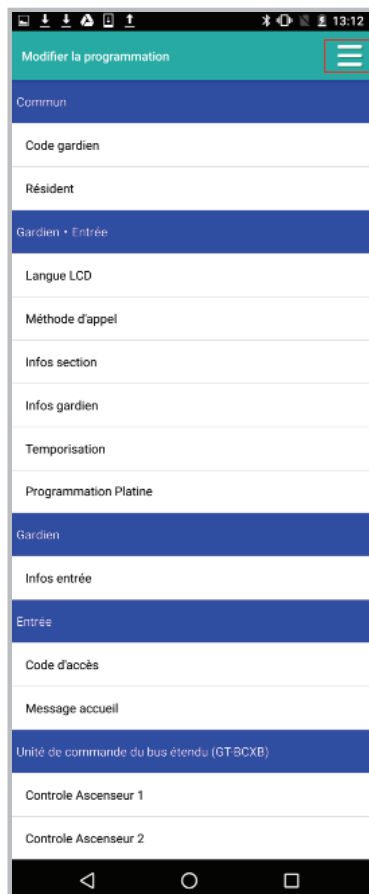 13:12
Modifier la programmation
Commun
Code gardien
Résident
Gardien • Entrée
Langue LCD
Méthode d'appel
Infos section
Infos gardien
Temporisation
Programmation Platine
Gardien
Infos entrée
Entrée
Code d'accès
Message accueil
Unité de commande du bus étendu (GT-BCXB)
Controle Ascenseur 1
Controle Ascenseur 2